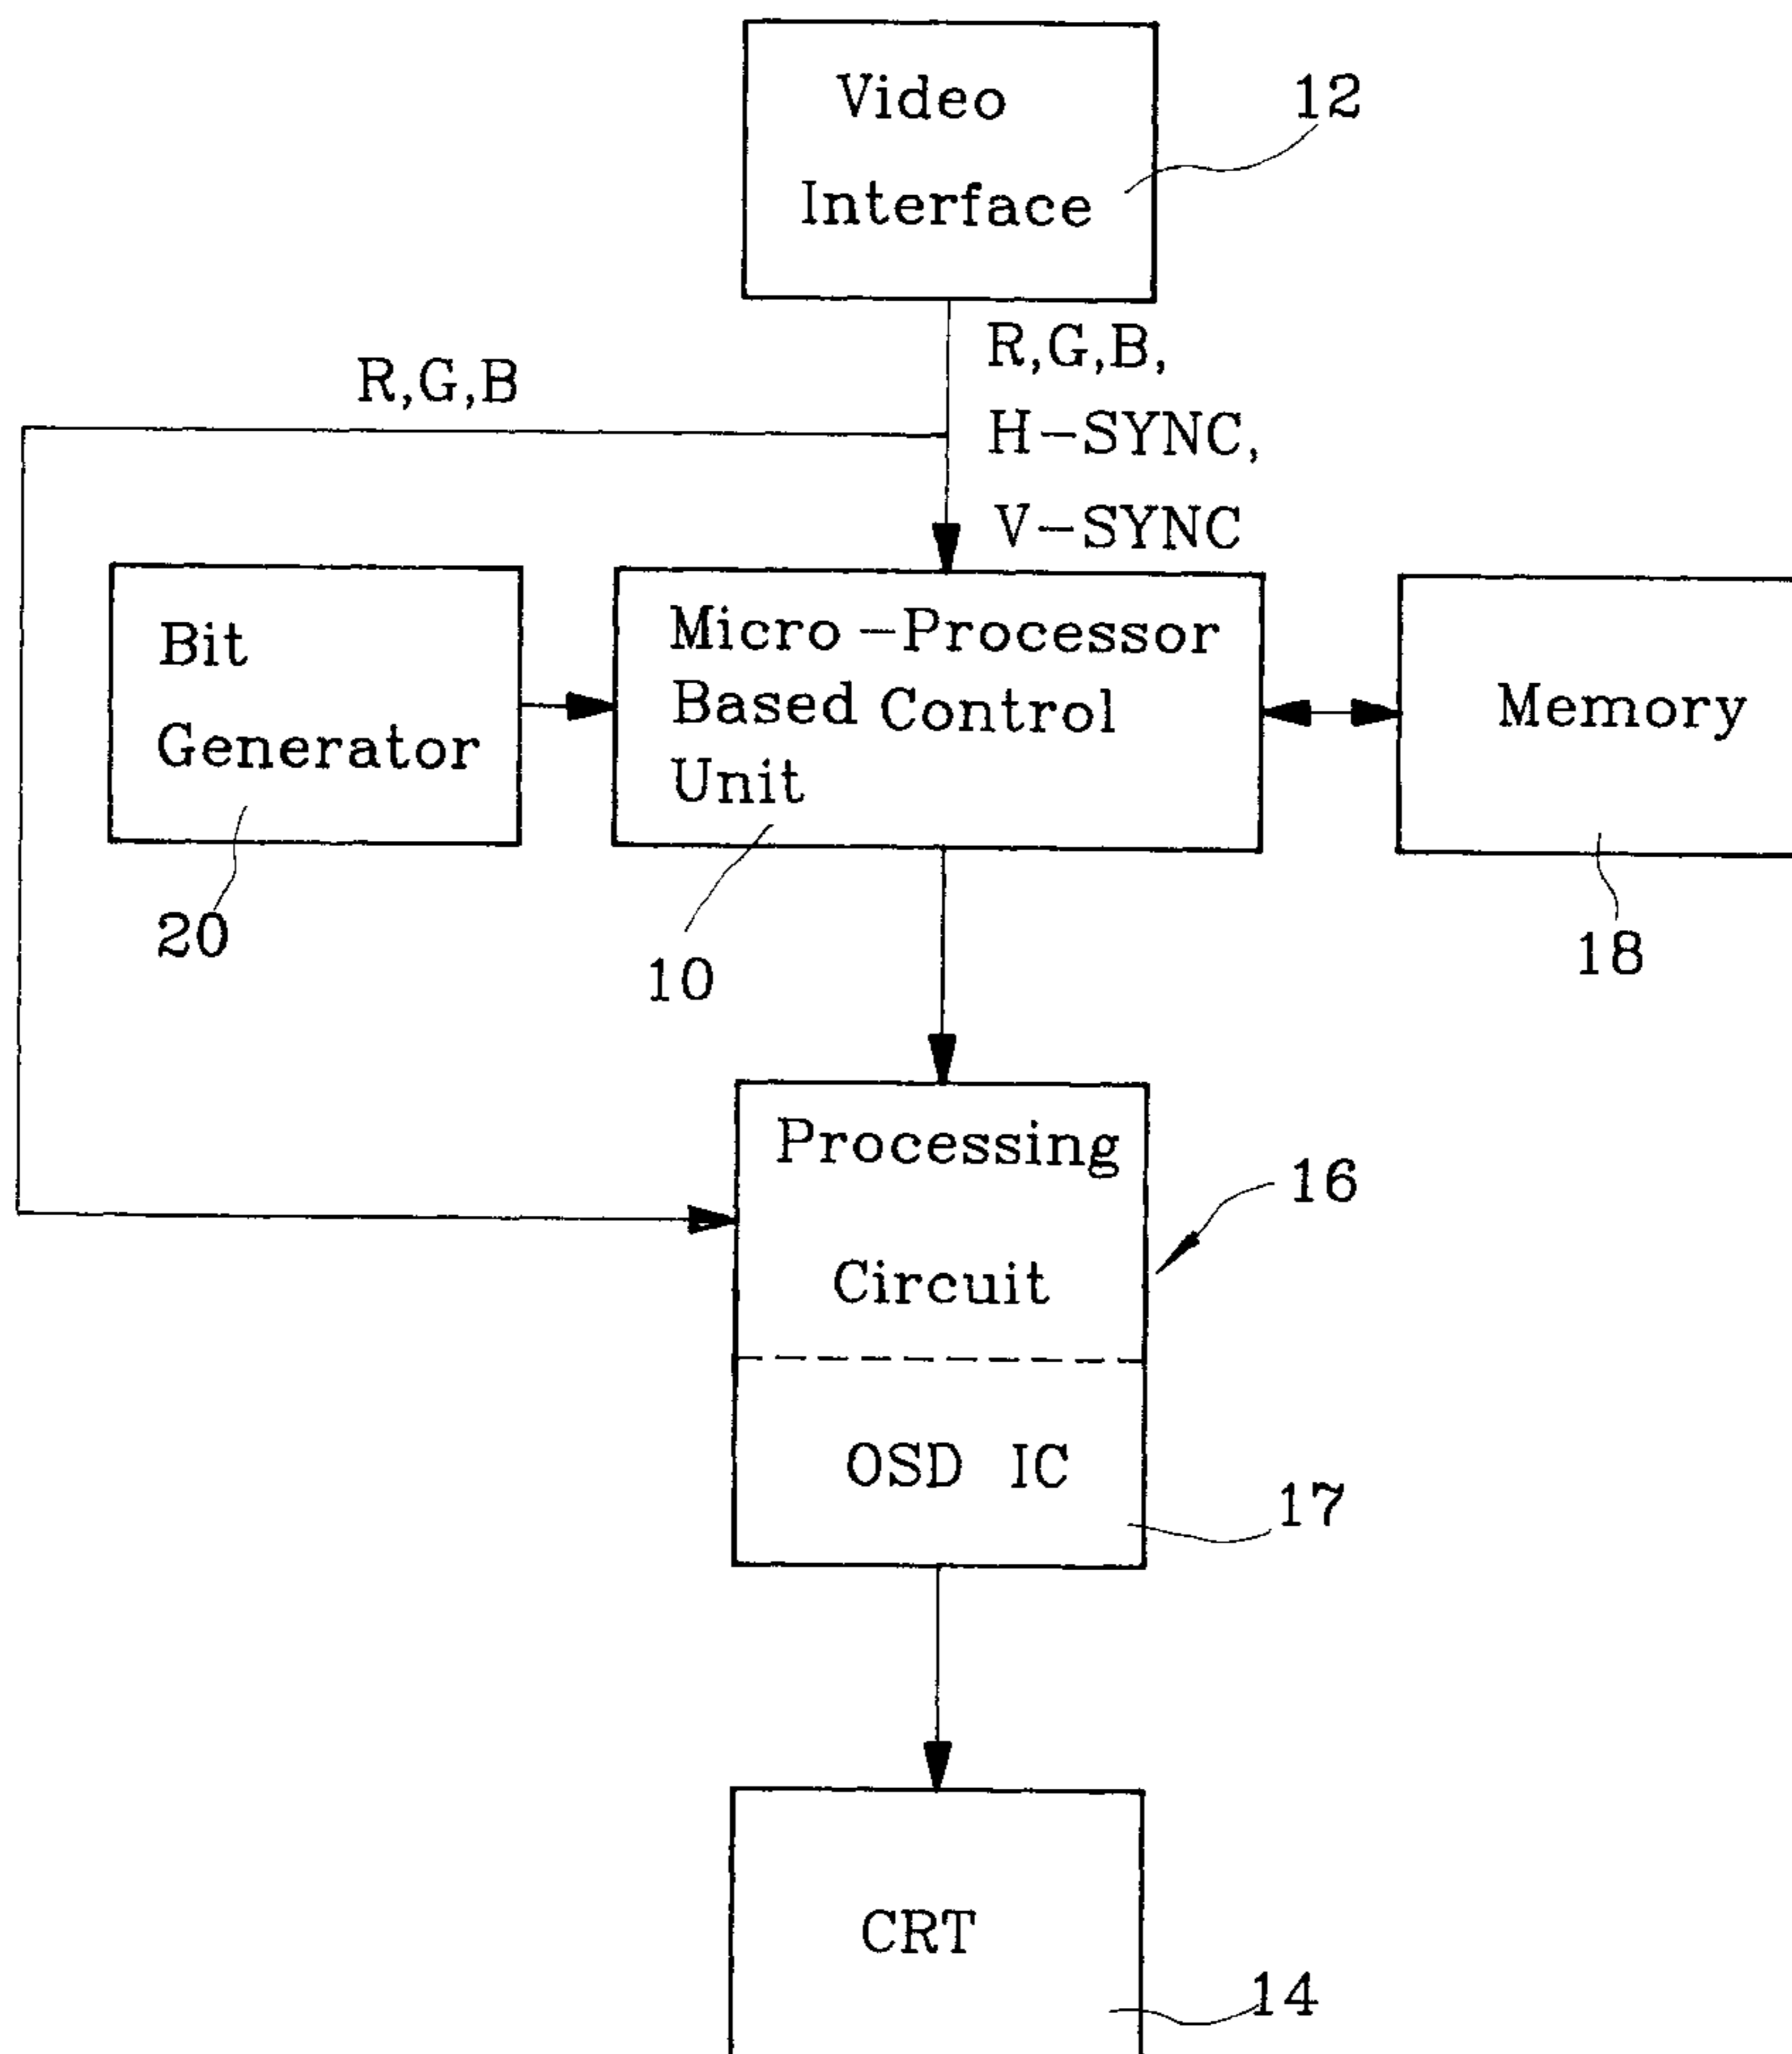 Video
Interface
12
R,G,B
R,G,B,
H-SYNC,
V-SYNC
Bit
Generator
20
Micro-Processor
Based Control
Unit
10
Memory
18
Processing
Circuit
16
OSD IC
17
CRT
14